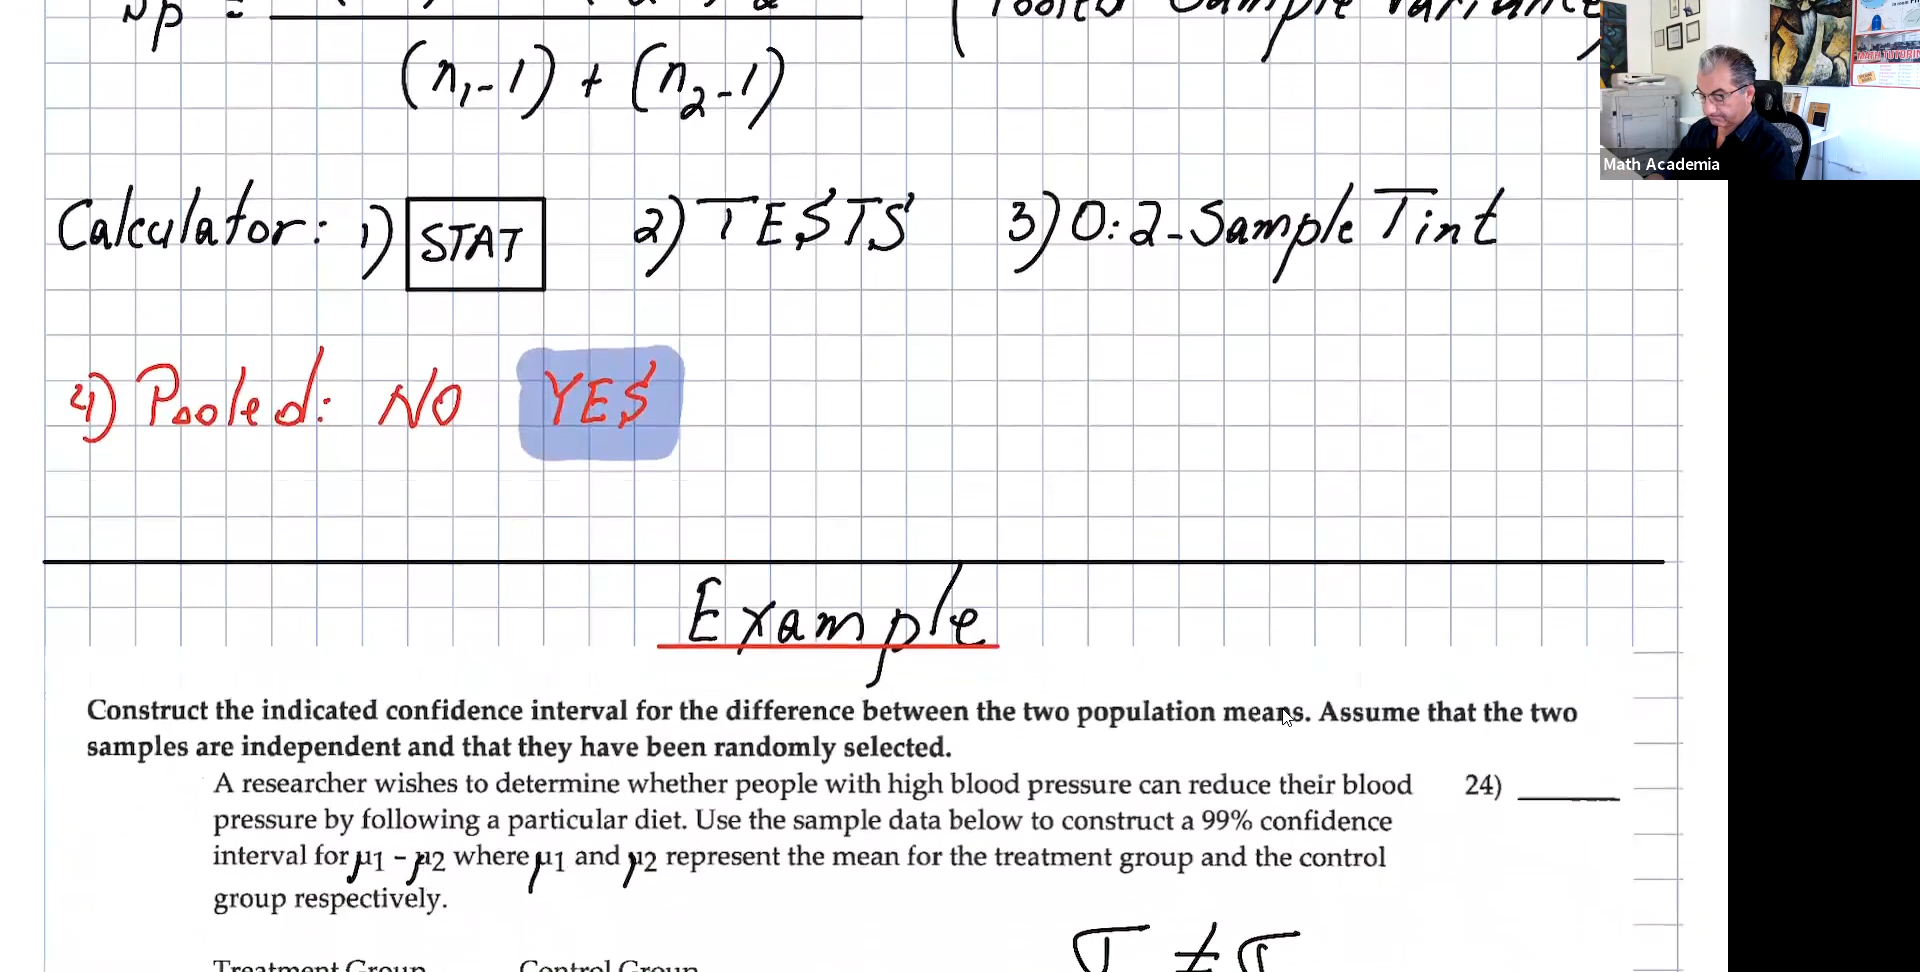 (n₁-1) + (n₂-1)
Math Academia
Calculator: 1) STAT 2) TESTS 3) 0:2-Sample Tint
4) Pooled: NO YES
Example
Construct the indicated confidence interval for the difference between the two population means. Assume that the two
samples are independent and that they have been randomly selected.
A researcher wishes to determine whether people with high blood pressure can reduce their blood 24) ______
pressure by following a particular diet. Use the sample data below to construct a 99% confidence
interval for μ1 - μ2 where μ1 and μ2 represent the mean for the treatment group and the control
group respectively.
Treatment Group Control Group